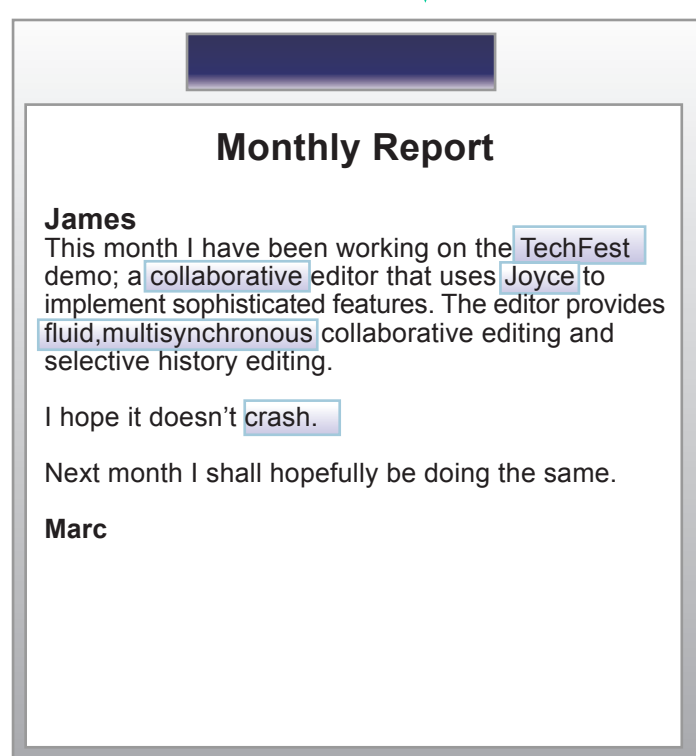 Monthly Report
James
This month I have been working on the TechFest
demo; a collaborative editor that uses Joyce to
implement sophisticated features. The editor provides
fluid,multisynchronous collaborative editing and
selective history editing.
I hope it doesn’t crash.
Next month I shall hopefully be doing the same.
Marc